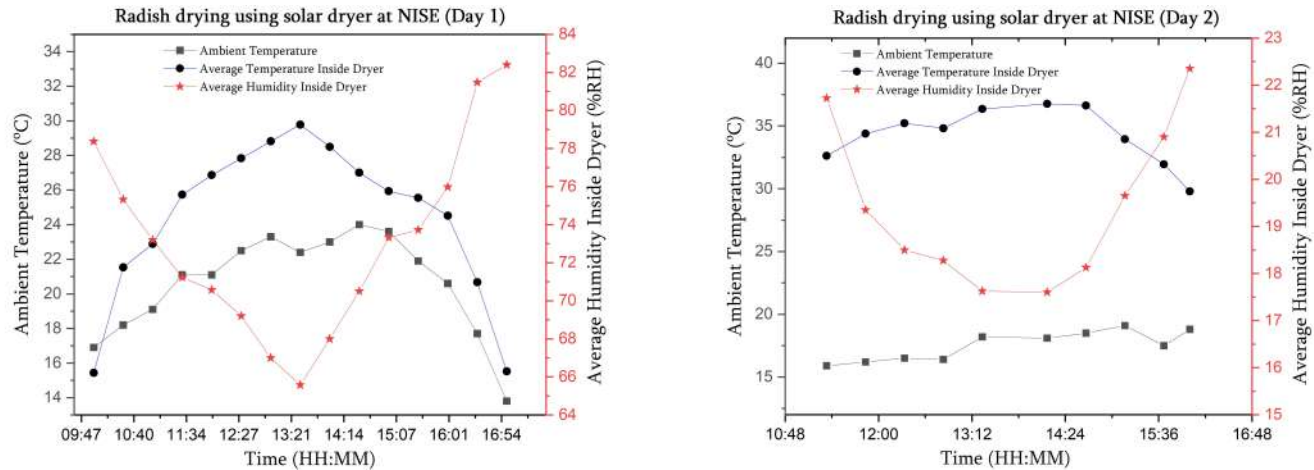 Radish drying using solar dryer at NISE (Day 1)
Ambient Temperature
Average Temperature Inside Dryer
Average Humidity Inside Dryer
34
32
30
28
26
24
22
20
18
16
14
Ambient Temperature (ºC)
84
82
80
78
76
74
72
70
68
66
64
Average Humidity Inside Dryer (%RH)
09:47 10:40 11:34 12:27 13:21 14:14 15:07 16:01 16:54
Time (HH:MM)
Radish drying using solar dryer at NISE (Day 2)
Ambient Temperature
Average Temperature Inside Dryer
Average Humidity Inside Dryer
40
35
30
25
20
15
Ambient Temperature (ºC)
23
22
21
20
19
18
17
16
15
Average Humidity Inside Dryer (%RH)
10:48 12:00 13:12 14:24 15:36 16:48
Time (HH:MM)